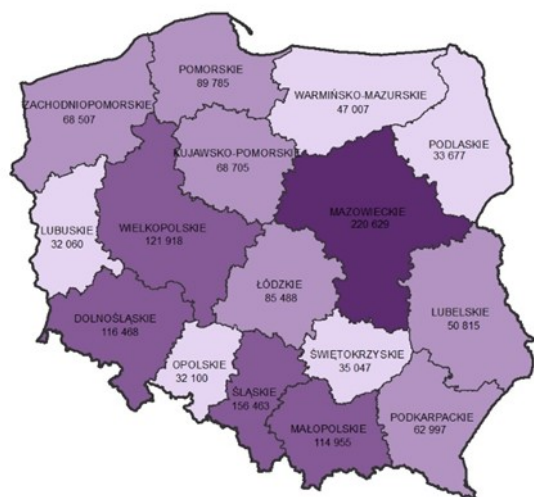 POMORSKIE
89 785
WARMIŃSKO-MAZURSKIE
47 007
ZACHODNIOPOMORSKIE
68 507
PODLASKIE
33 677
KUJAWSKO-POMORSKIE
68 705
MAZOWIECKIE
220 629
LUBUSKIE
32 060
WIELKOPOLSKIE
121 918
ŁÓDZKIE
85 488
LUBELSKIE
50 815
DOLNOŚLĄSKIE
116 468
OPOLSKIE
32 100
ŚWIĘTOKRZYSKIE
35 047
ŚLĄSKIE
156 463
MAŁOPOLSKIE
114 955
PODKARPACKIE
62 997